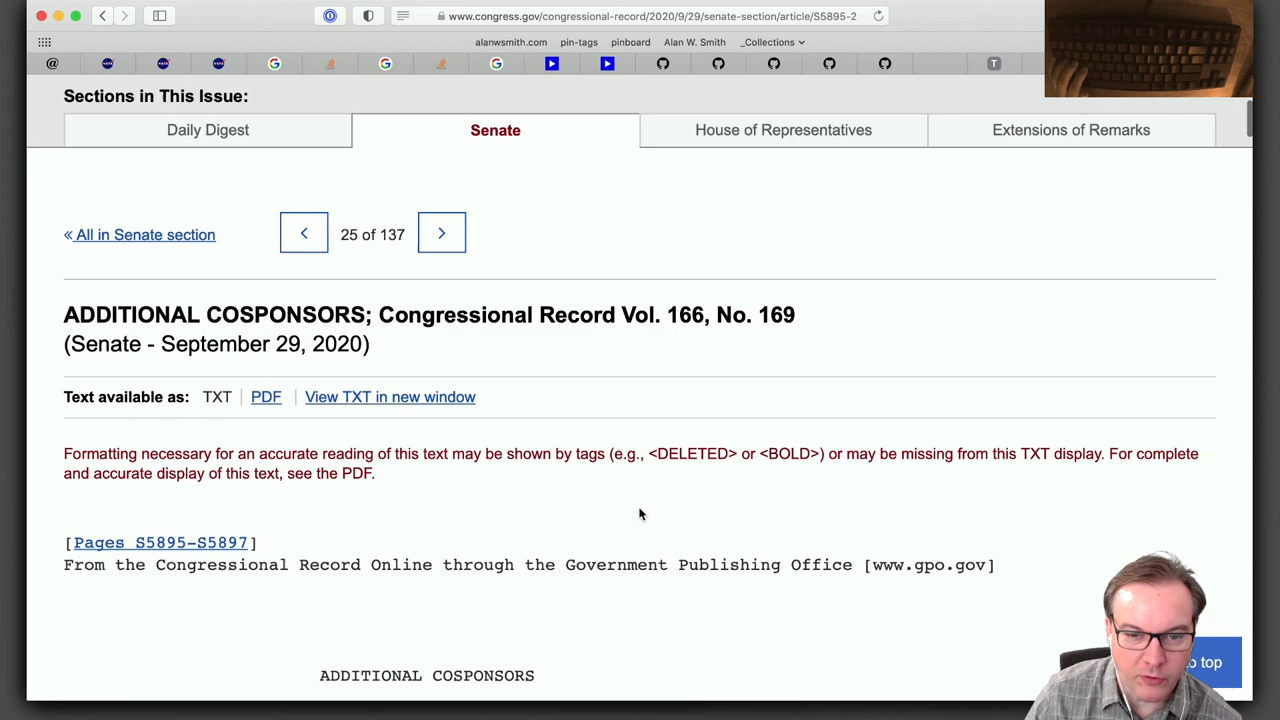 www.congress.gov/congressional-record/2020/9/29/senate-section/article/S5895-2
alanwsmith.com pin-tags pinboard Alan W. Smith _Collections
@ G G G T
Sections in This Issue:
Daily Digest Senate House of Representatives Extensions of Remarks
« All in Senate section 25 of 137
ADDITIONAL COSPONSORS; Congressional Record Vol. 166, No. 169
(Senate - September 29, 2020)
Text available as: TXT | PDF | View TXT in new window
Formatting necessary for an accurate reading of this text may be shown by tags (e.g., <DELETED> or <BOLD>) or may be missing from this TXT display. For complete
and accurate display of this text, see the PDF.
[Pages S5895-S5897]
From the Congressional Record Online through the Government Publishing Office [www.gpo.gov]
to top
ADDITIONAL COSPONSORS